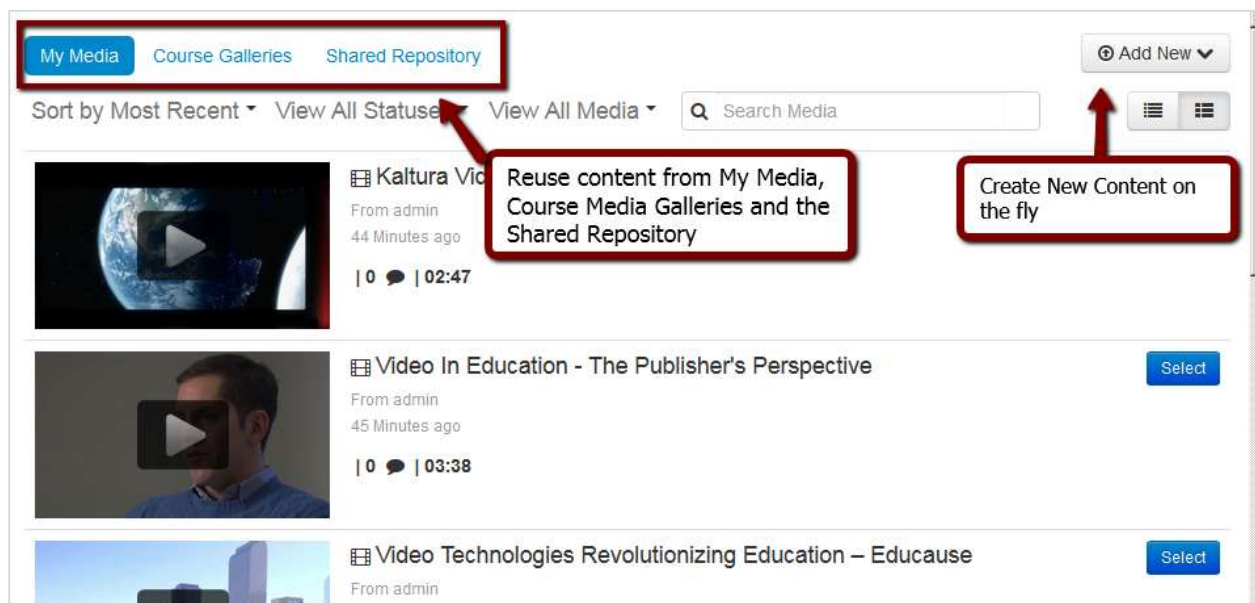 My Media Course Galleries Shared Repository
Add New
Sort by Most Recent View All Statuse View All Media Search Media
Kaltura Vid
From admin
44 Minutes ago
| 0 | 02:47
Reuse content from My Media,
Course Media Galleries and the
Shared Repository
Create New Content on
the fly
Video In Education - The Publisher's Perspective
Select
From admin
45 Minutes ago
| 0 | 03:38
Video Technologies Revolutionizing Education – Educause
Select
From admin